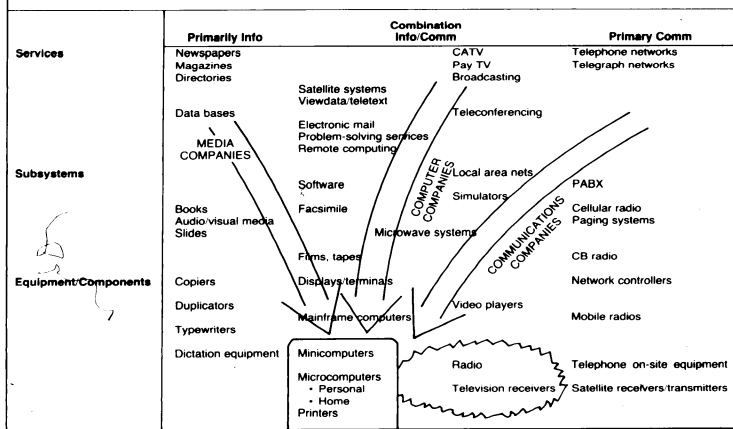 Combination
Primarily Info Info/Comm Primary Comm
Services Newspapers CATV Telephone networks
Magazines Pay TV Telegraph networks
Directories Broadcasting
Satellite systems
Viewdata/teletext
Data bases Teleconferencing
Electronic mail
MEDIA Problem-solving services
COMPANIES Remote computing
COMPUTER
COMPANIES
Subsystems Local area nets
Software PABX
Simulators
Books Facsimile Cellular radio
Audio/visual media Paging systems
Slides Microwave systems
COMMUNICATIONS
COMPANIES
Films, tapes CB radio
Equipment/Components Copiers Displays/terminals Network controllers
Duplicators Video players
Mainframe computers Mobile radios
Typewriters
Dictation equipment Minicomputers
Radio Telephone on-site equipment
Microcomputers
• Personal Television receivers Satellite receivers/transmitters
• Home
Printers